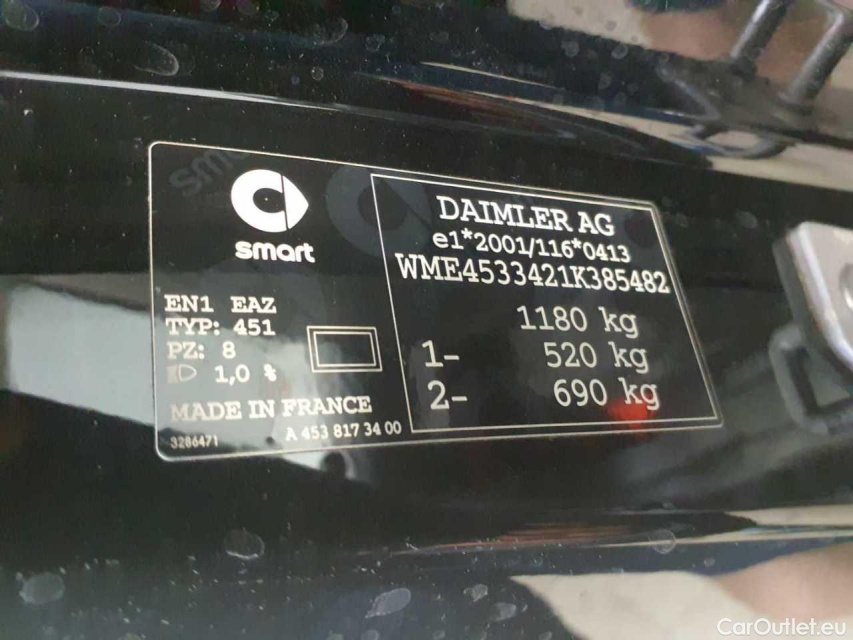 smart
smart
DAIMLER AG
e1*2001/116*0413
WME4533421K385482
1180 kg
1- 520 kg
2- 690 kg
EN1 EAZ
TYP: 451
PZ: 8
1,0 %
MADE IN FRANCE
3286471 A 453 817 34 00
CarOutlet.eu